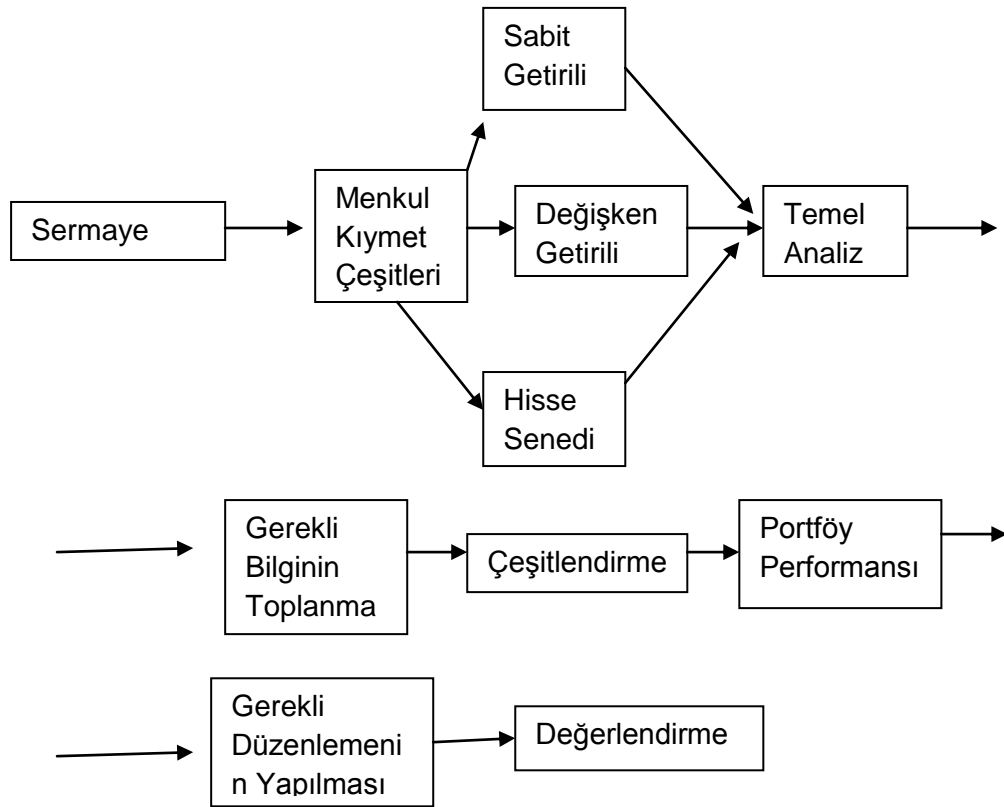 Sabit
Getirili
Sermaye
Menkul
Kıymet
Çeşitleri
Değişken
Getirili
Temel
Analiz
Hisse
Senedi
Gerekli
Bilginin
Toplanma
Çeşitlendirme
Portföy
Performansı
Gerekli
Düzenlemeni
n Yapılması
Değerlendirme